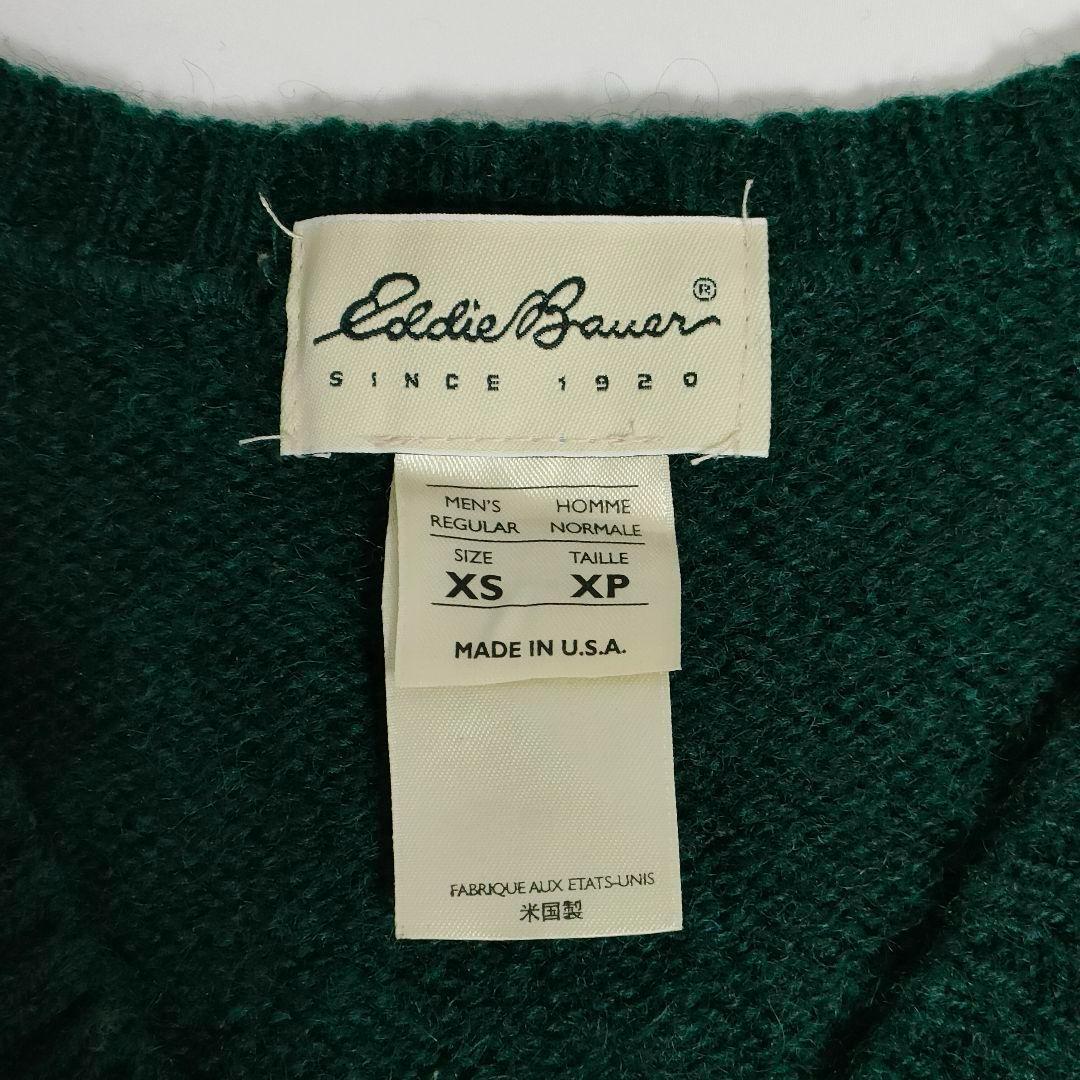 Eddie Bauer®
SINCE 1920
MEN'S HOMME
REGULAR NORMALE
SIZE TAILLE
XS XP
MADE IN U.S.A.
FABRIQUE AUX ETATS-UNIS
米国製